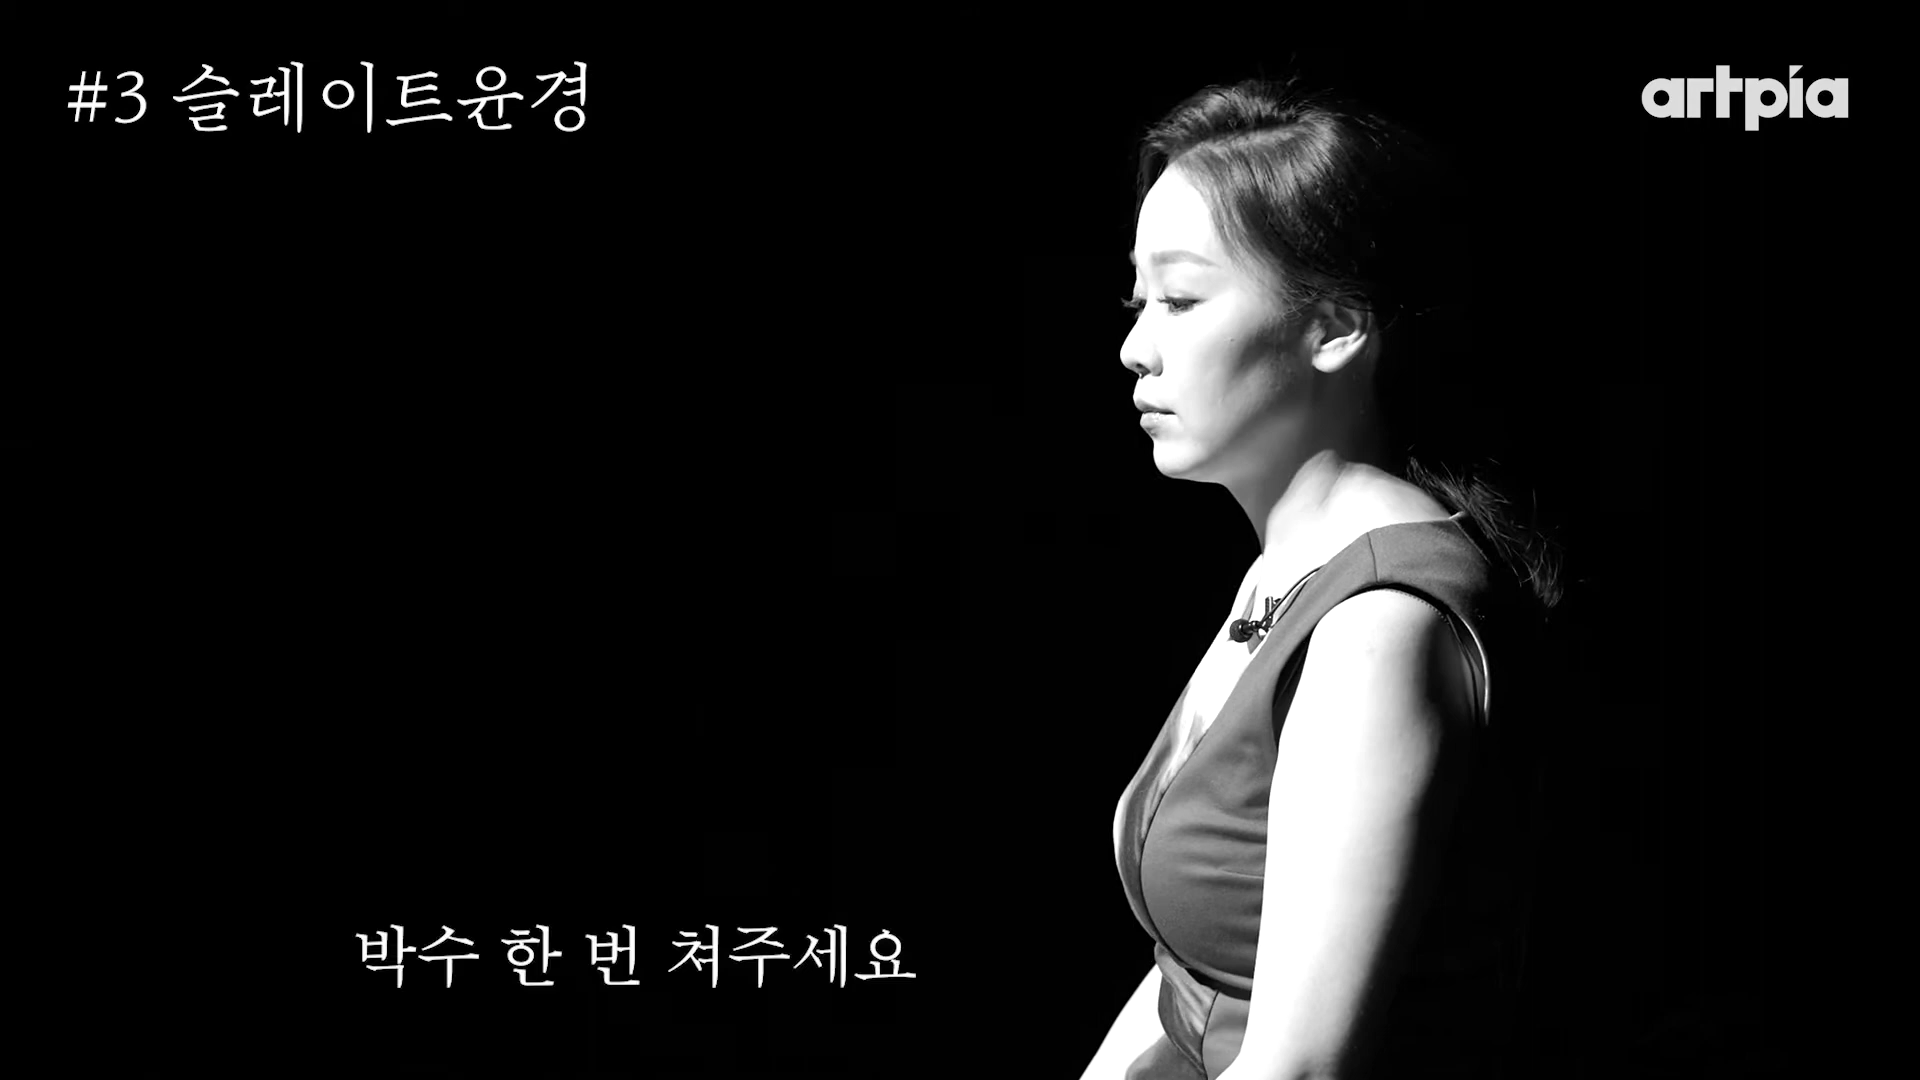 #3 슬레이트윤경
artpia
박수 한 번 쳐주세요